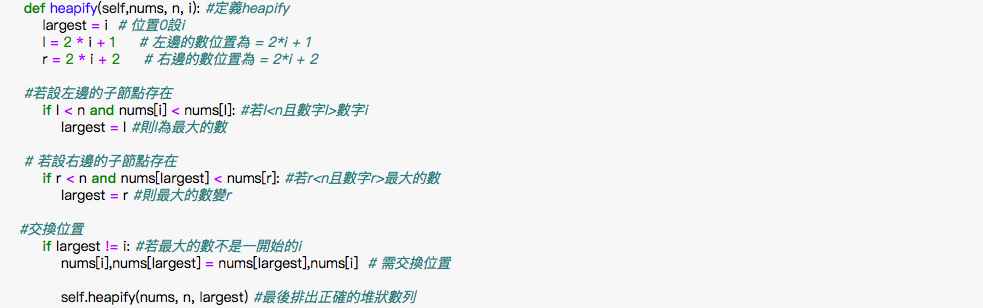 def heapify(self,nums, n, i): #定義heapify
largest = i # 位置0設i
l = 2 * i + 1 # 左邊的數位置為 = 2*i + 1
r = 2 * i + 2 # 右邊的數位置為 = 2*i + 2
#若設左邊的子節點存在
if l < n and nums[i] < nums[l]: #若l<n且數字l>數字i
largest = l #則l為最大的數
# 若設右邊的子節點存在
if r < n and nums[largest] < nums[r]: #若r<n且數字r>最大的數
largest = r #則最大的數變r
#交換位置
if largest != i: #若最大的數不是一開始的i
nums[i],nums[largest] = nums[largest],nums[i] # 需交換位置
self.heapify(nums, n, largest) #最後排出正確的堆狀數列